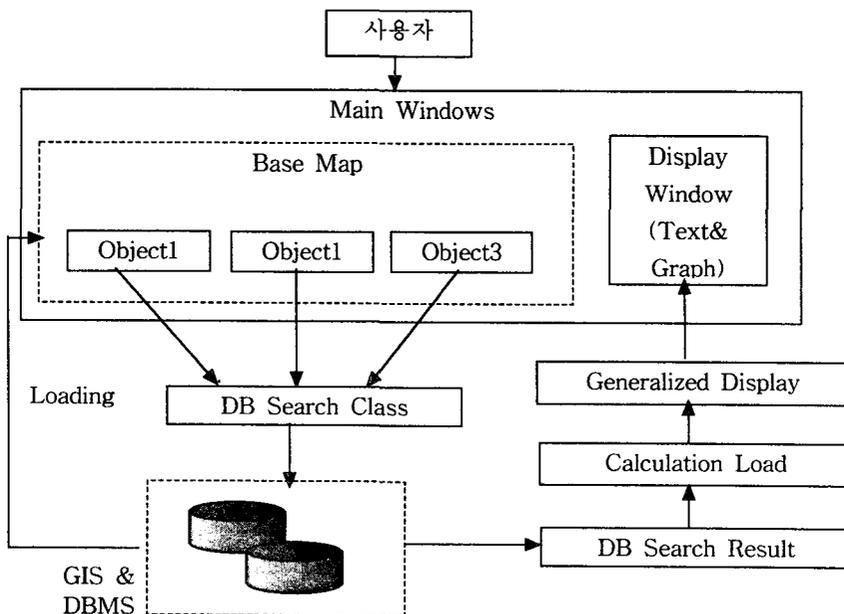 사용자
Main Windows
Base Map
Display
Window
(Text&
Graph)
Object1
Object1
Object3
Loading
DB Search Class
Generalized Display
Calculation Load
DB Search Result
GIS &
DBMS